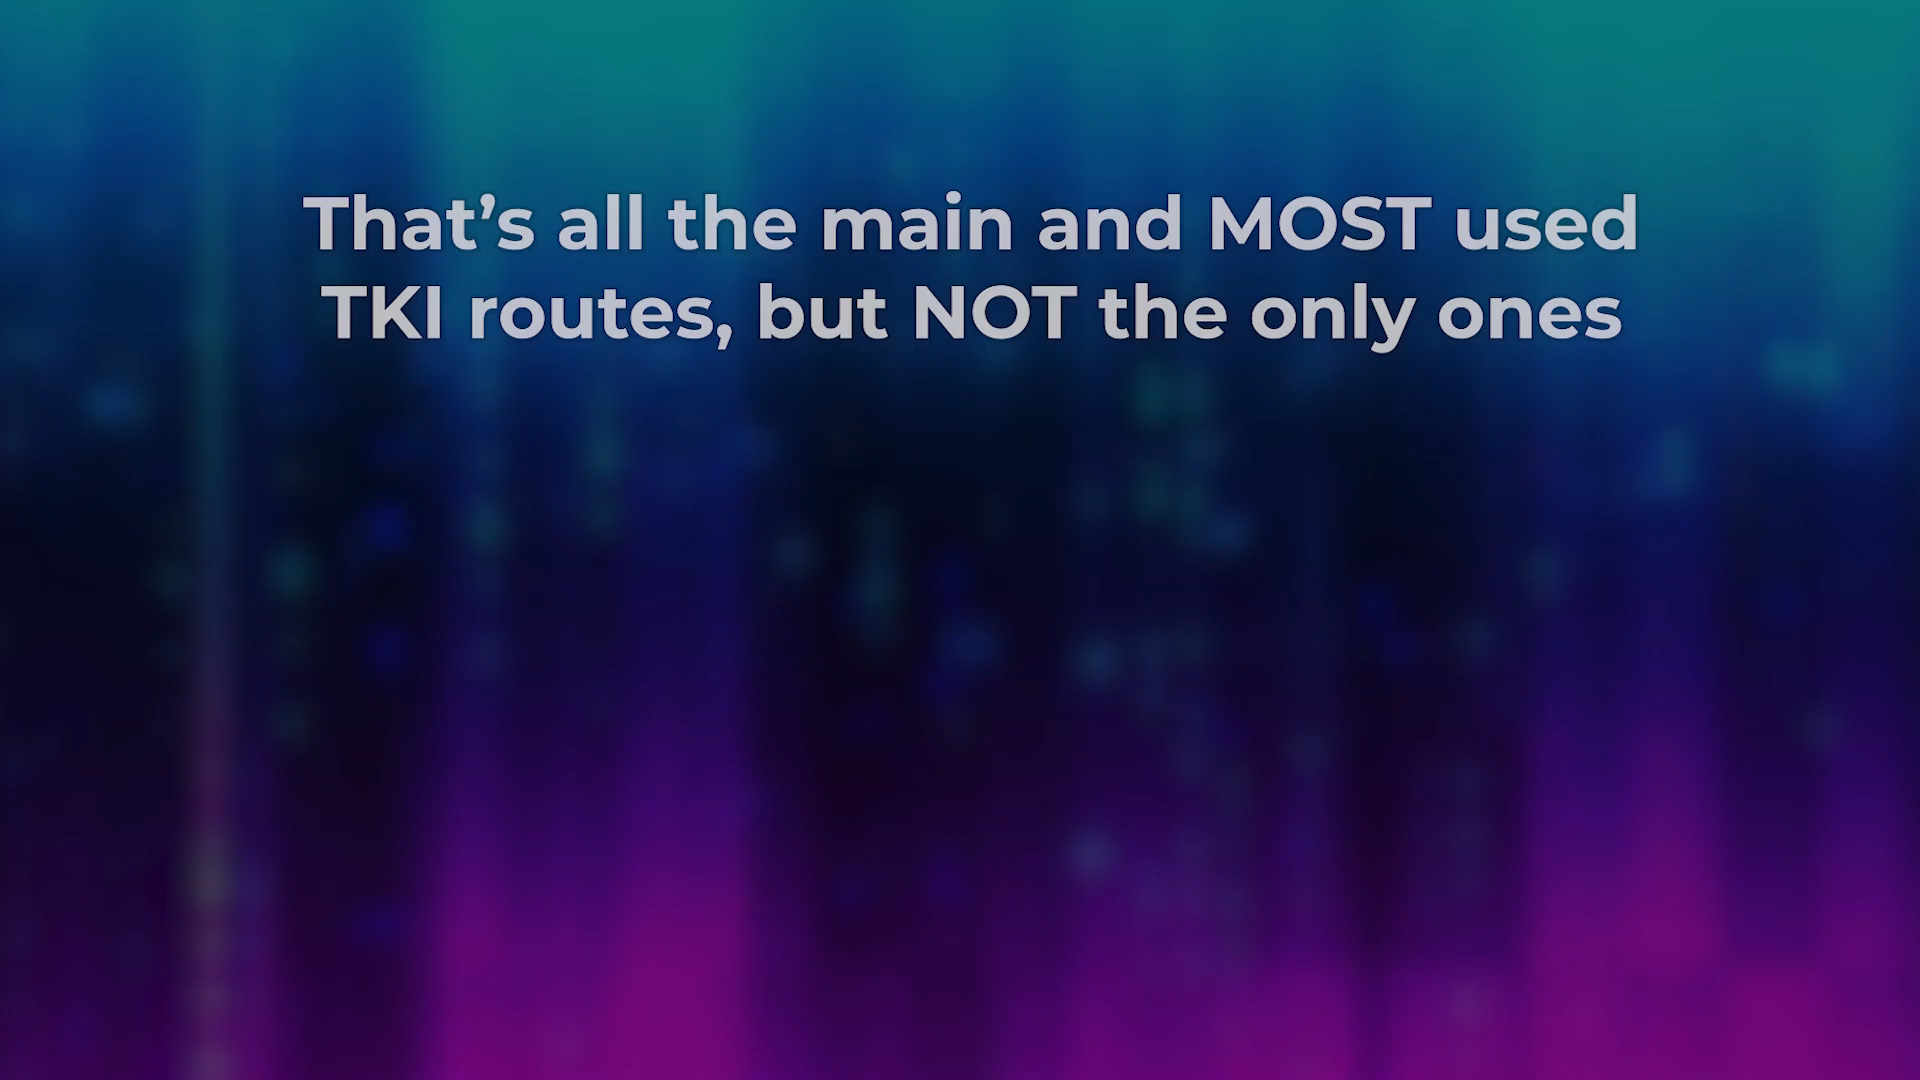 That’s all the main and MOST used
TKI routes, but NOT the only ones